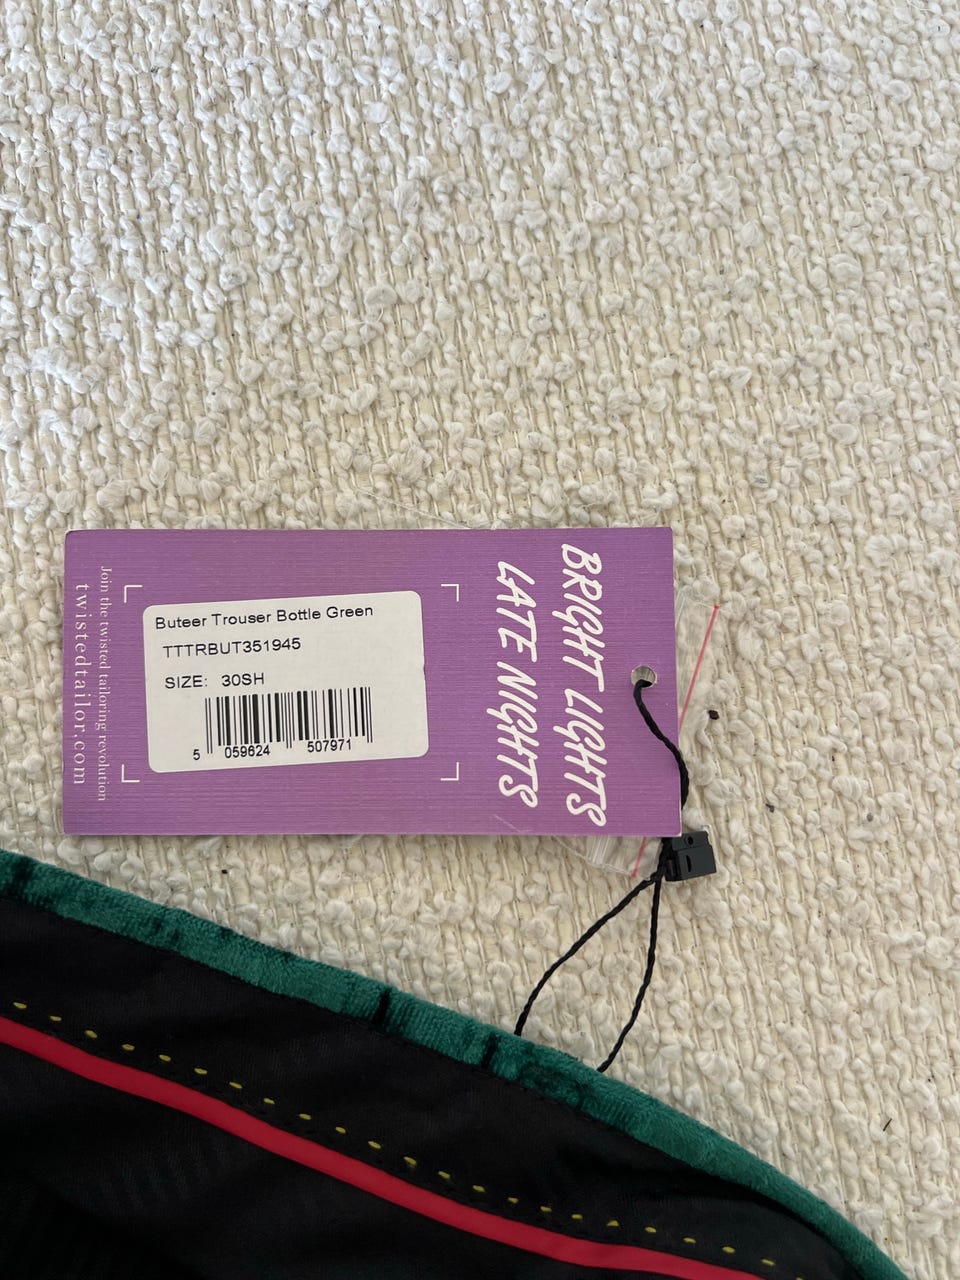 Buteer Trouser Bottle Green
TTTRBUT351945
SIZE: 30SH
5 059624 507971
BRIGHT LIGHTS
LATE NIGHTS
Join the twisted tailoring revolution
twistedtailor.com